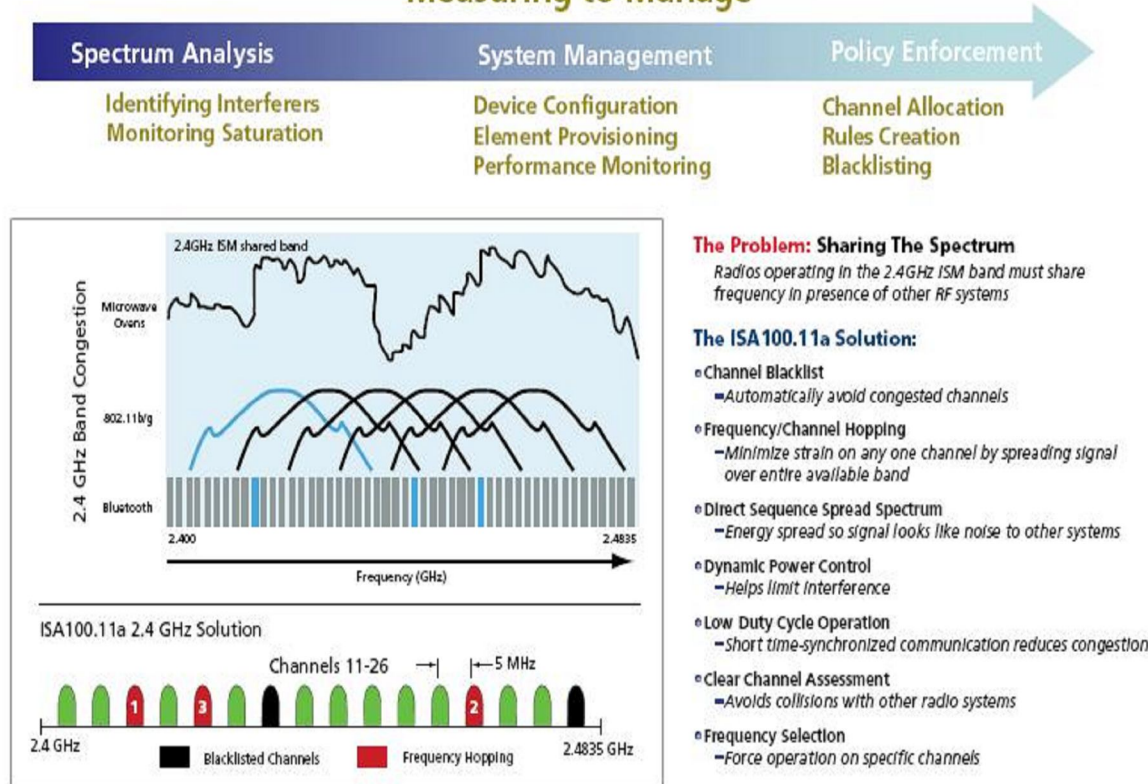 Measuring to Manage
Spectrum Analysis
System Management
Policy Enforcement
Identifying Interferers
Monitoring Saturation
Device Configuration
Element Provisioning
Performance Monitoring
Channel Allocation
Rules Creation
Blacklisting
2.4 GHz Band Congestion
2.4GHz ISM shared band
Microwave
Ovens
802.11b/g
Bluetooth
2.400
2.4835
Frequency (GHz)
ISA100.11a 2.4 GHz Solution
Channels 11-26
5 MHz
1
3
2
2.4 GHz
2.4835 GHz
Blacklisted Channels
Frequency Hopping
The Problem: Sharing The Spectrum
Radios operating in the 2.4GHz ISM band must share
frequency in presence of other RF systems
The ISA100.11a Solution:
Channel Blacklist
–Automatically avoid congested channels
Frequency/Channel Hopping
–Minimize strain on any one channel by spreading signal
over entire available band
Direct Sequence Spread Spectrum
–Energy spread so signal looks like noise to other systems
Dynamic Power Control
–Helps limit interference
Low Duty Cycle Operation
–Short time-synchronized communication reduces congestion
Clear Channel Assessment
–Avoids collisions with other radio systems
Frequency Selection
–Force operation on specific channels